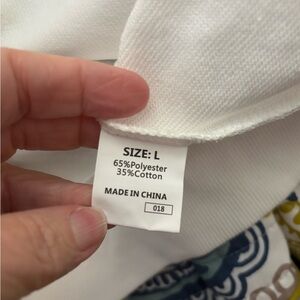 SIZE: L
65%Polyester
35%Cotton
MADE IN CHINA
018